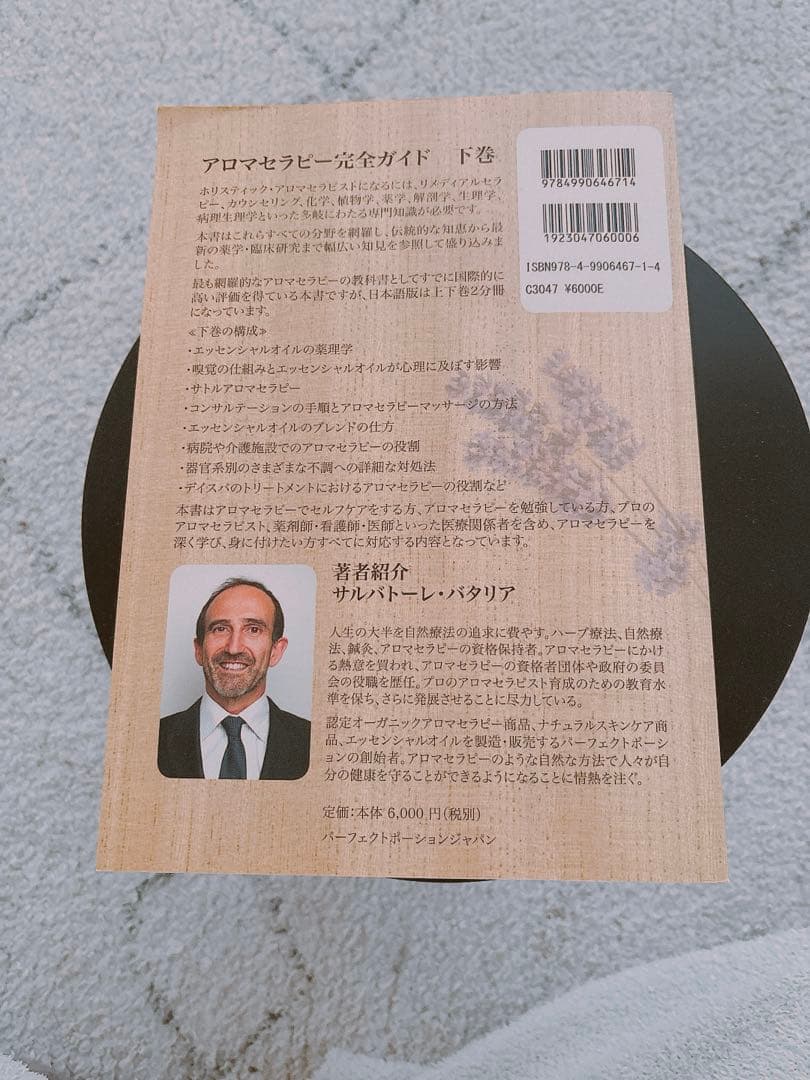 アロマセラピー完全ガイド　下巻
ホリスティック・アロマセラピストになるには、リメディアルセラ
ピー、カウンセリング、化学、植物学、薬学、解剖学、生理学、
病理生理学といった多岐にわたる専門知識が必要です。
本書はこれらすべての分野を網羅し、伝統的な知恵から最
新の薬学・臨床研究まで幅広い知見を参照して盛り込みま
した。
最も網羅的なアロマセラピーの教科書としてすでに国際的に
高い評価を得ている本書ですが、日本語版は上下巻2分冊
になっています。
≪下巻の構成≫
・エッセンシャルオイルの薬理学
・嗅覚の仕組みとエッセンシャルオイルが心理に及ぼす影響
・サトルアロマセラピー
・コンサルテーションの手順とアロマセラピーマッサージの方法
・エッセンシャルオイルのブレンドの仕方
・病院や介護施設でのアロマセラピーの役割
・器官系別のさまざまな不調への詳細な対処法
・デイスパのトリートメントにおけるアロマセラピーの役割など
本書はアロマセラピーでセルフケアをする方、アロマセラピーを勉強している方、プロの
アロマセラピスト、薬剤師・看護師・医師といった医療関係者を含め、アロマセラピーを
深く学び、身に付けたい方すべてに対応する内容となっています。
著者紹介
サルバトーレ・バタリア
人生の大半を自然療法の追求に費やす。ハーブ療法、自然療
法、鍼灸、アロマセラピーの資格保持者。アロマセラピーにかけ
る熱意を買われ、アロマセラピーの資格者団体や政府の委員
会の役職を歴任。プロのアロマセラピスト育成のための教育水
準を保ち、さらに発展させることに尽力している。
認定オーガニックアロマセラピー商品、ナチュラルスキンケア商
品、エッセンシャルオイルを製造・販売するパーフェクトポーショ
ンの創始者。アロマセラピーのような自然な方法で人々が自
分の健康を守ることができるようになることに情熱を注ぐ。
定価：本体 6,000 円（税別）
パーフェクトポーションジャパン
9784990646714
1923047060006
ISBN978-4-9906467-1-4
C3047 ¥6000E